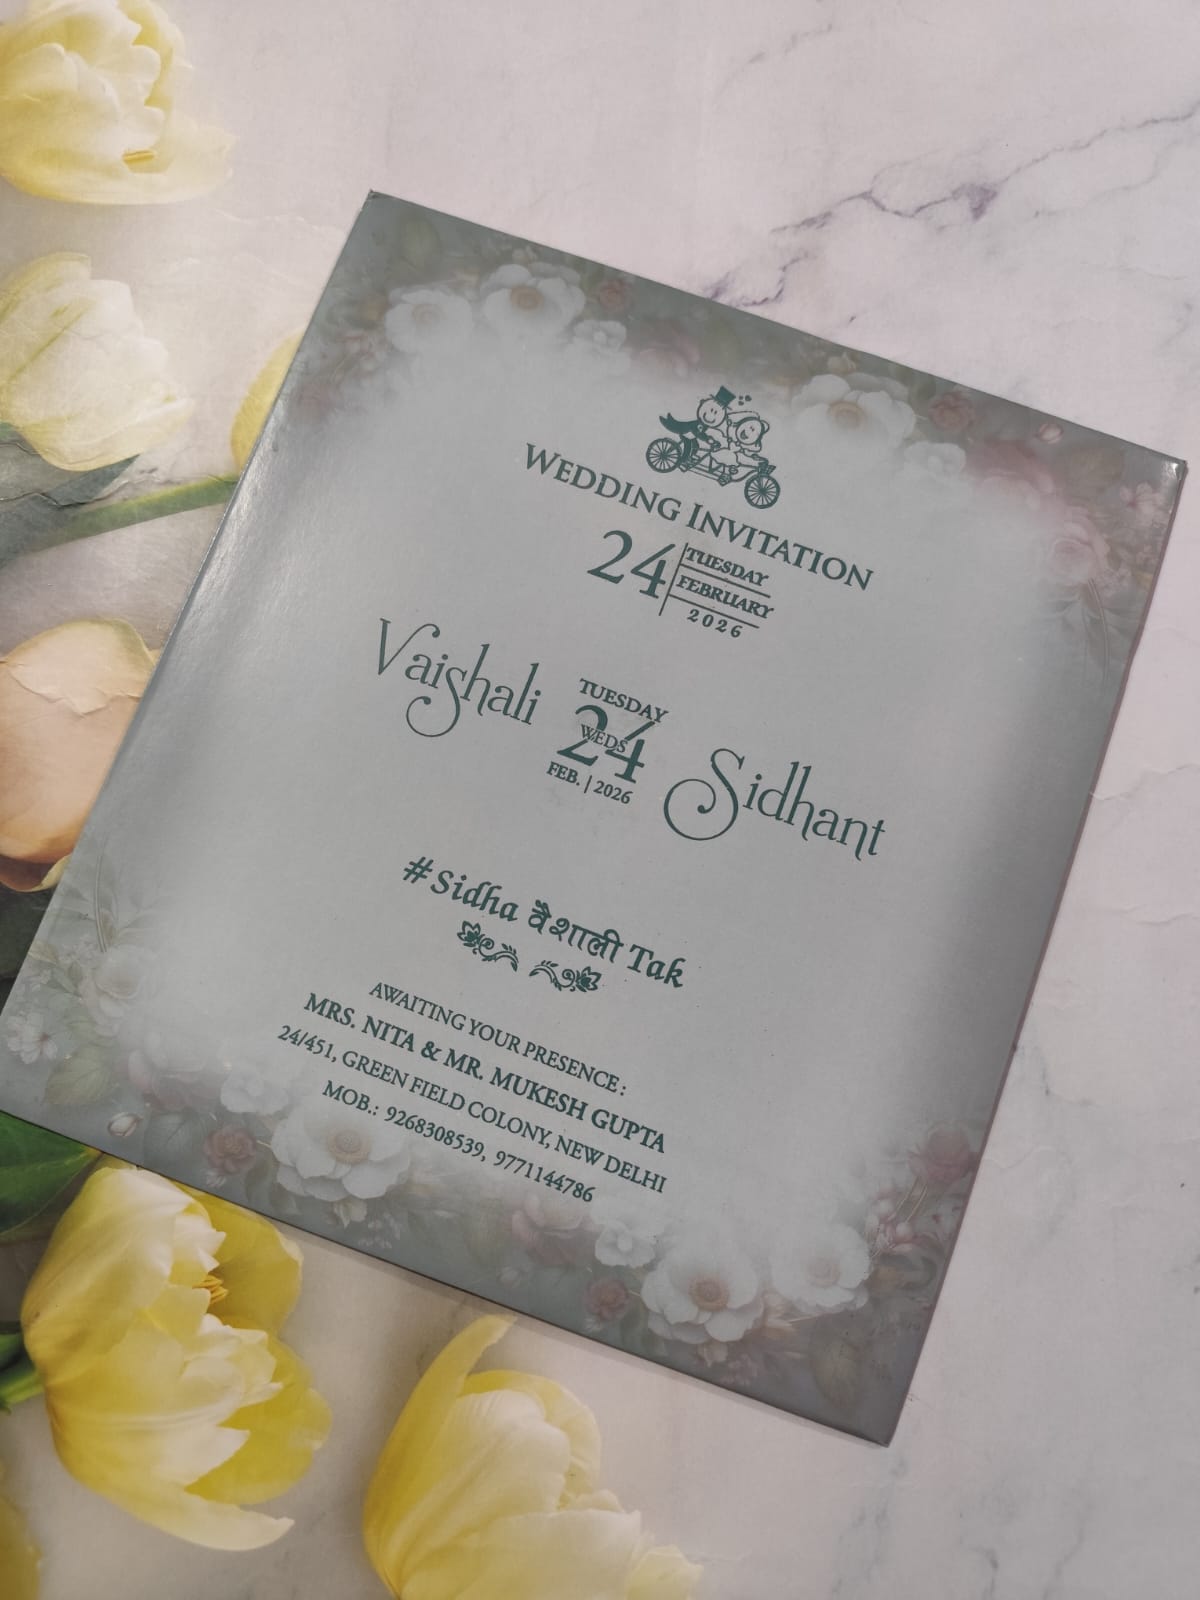 WEDDING INVITATION
24 TUESDAY
FEBRUARY
2026
Vaishali
TUESDAY
24
WEDS
FEB. | 2026
Sidhant
#Sidha वैशाली Tak
AWAITING YOUR PRESENCE :
MRS. NITA & MR. MUKESH GUPTA
24/451, GREEN FIELD COLONY, NEW DELHI
MOB.: 9268308539, 9771144786